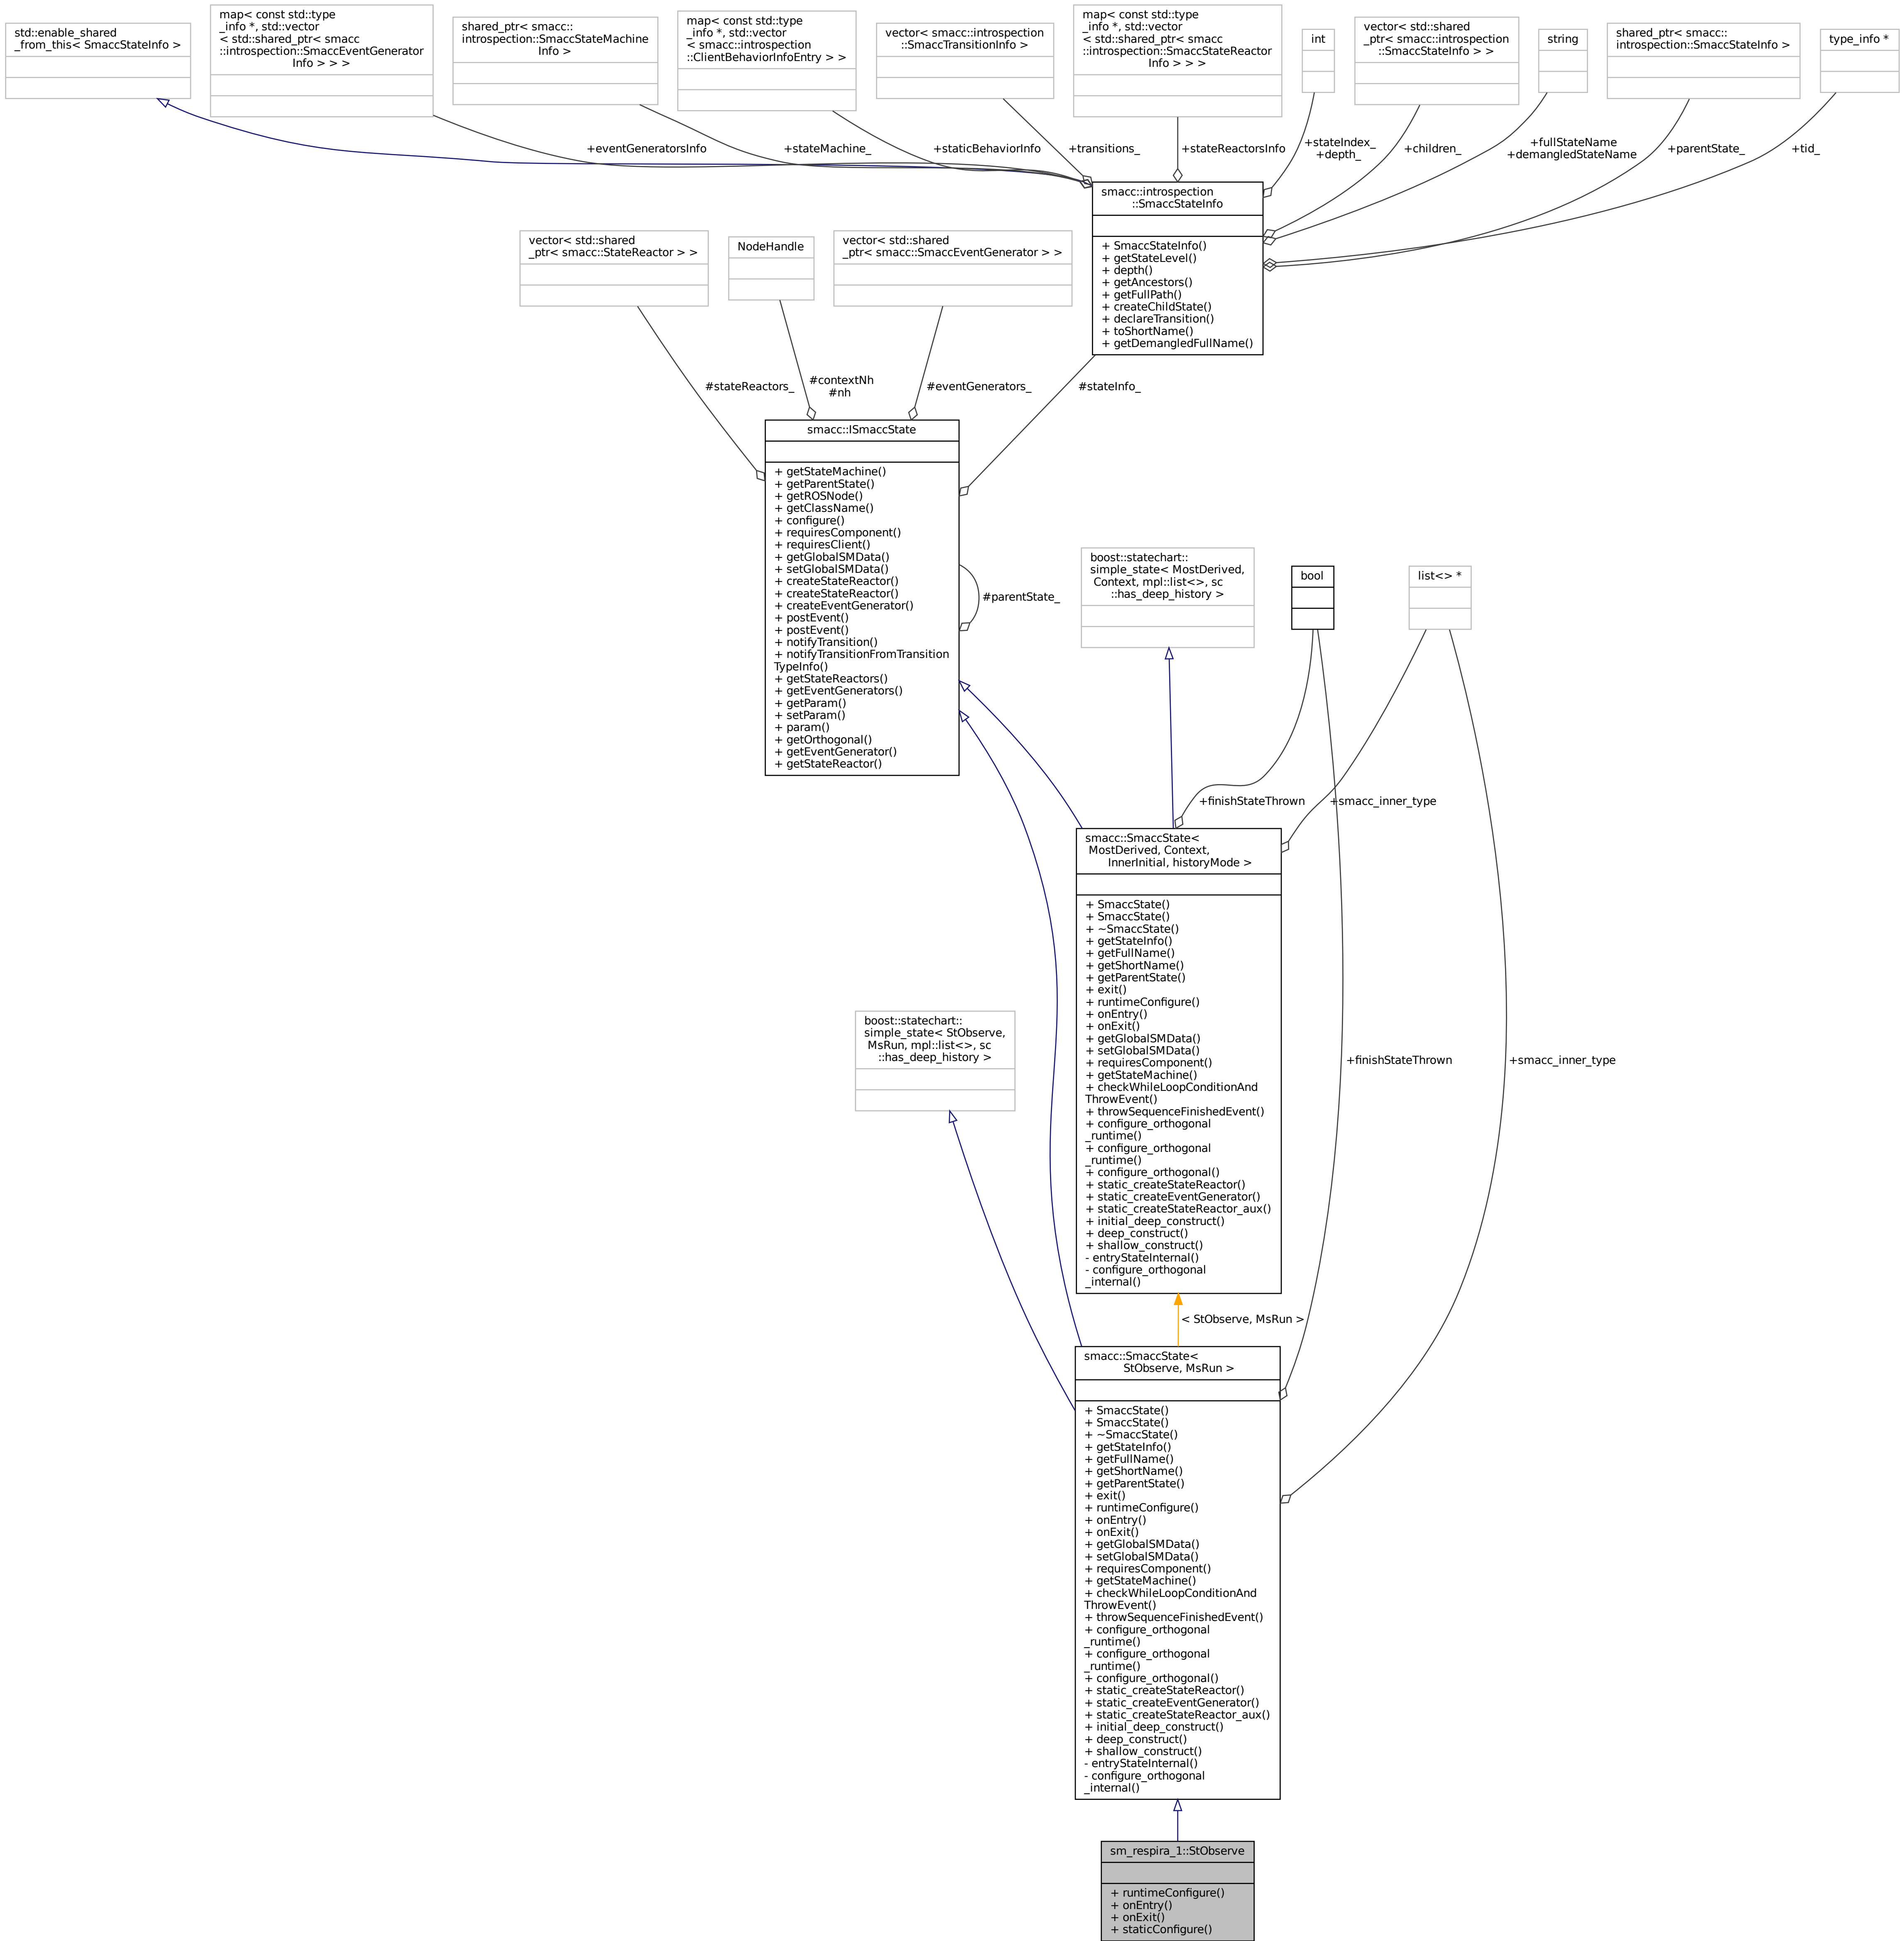 std::enable_shared
_from_this< SmaccStateInfo >
map< const std::type
_info *, std::vector
< std::shared_ptr< smacc
::introspection::SmaccEventGenerator
Info > > >
shared_ptr< smacc::
introspection::SmaccStateMachine
Info >
map< const std::type
_info *, std::vector
< smacc::introspection
::ClientBehaviorInfoEntry > >
vector< smacc::introspection
::SmaccTransitionInfo >
map< const std::type
_info *, std::vector
< std::shared_ptr< smacc
::introspection::SmaccStateReactor
Info > > >
int
vector< std::shared
_ptr< smacc::introspection
::SmaccStateInfo > >
string
shared_ptr< smacc::
introspection::SmaccStateInfo >
type_info *
+eventGeneratorsInfo
+stateMachine_
+staticBehaviorInfo
+transitions_
+stateReactorsInfo
+stateIndex_
+depth_
+children_
+fullStateName
+demangledStateName
+parentState_
+tid_
smacc::introspection
::SmaccStateInfo
+ SmaccStateInfo()
+ getStateLevel()
+ depth()
+ getAncestors()
+ getFullPath()
+ createChildState()
+ declareTransition()
+ toShortName()
+ getDemangledFullName()
vector< std::shared
_ptr< smacc::StateReactor > >
NodeHandle
vector< std::shared
_ptr< smacc::SmaccEventGenerator > >
#stateReactors_
#contextNh
#nh
#eventGenerators_
#stateInfo_
smacc::ISmaccState
+ getStateMachine()
+ getParentState()
+ getROSNode()
+ getClassName()
+ configure()
+ requiresComponent()
+ requiresClient()
+ getGlobalSMData()
+ setGlobalSMData()
+ createStateReactor()
+ createStateReactor()
+ createEventGenerator()
+ postEvent()
+ postEvent()
+ notifyTransition()
+ notifyTransitionFromTransition
TypeInfo()
+ getStateReactors()
+ getEventGenerators()
+ getParam()
+ setParam()
+ param()
+ getOrthogonal()
+ getEventGenerator()
+ getStateReactor()
#parentState_
boost::statechart::
simple_state< MostDerived,
Context, mpl::list<>, sc
::has_deep_history >
bool
list<> *
+finishStateThrown
+smacc_inner_type
smacc::SmaccState<
MostDerived, Context,
InnerInitial, historyMode >
+ SmaccState()
+ SmaccState()
+ ~SmaccState()
+ getStateInfo()
+ getFullName()
+ getShortName()
+ getParentState()
+ exit()
+ runtimeConfigure()
+ onEntry()
+ onExit()
+ getGlobalSMData()
+ setGlobalSMData()
+ requiresComponent()
+ getStateMachine()
+ checkWhileLoopConditionAnd
ThrowEvent()
+ throwSequenceFinishedEvent()
+ configure_orthogonal
_runtime()
+ configure_orthogonal
_runtime()
+ configure_orthogonal()
+ static_createStateReactor()
+ static_createEventGenerator()
+ static_createStateReactor_aux()
+ initial_deep_construct()
+ deep_construct()
+ shallow_construct()
- entryStateInternal()
- configure_orthogonal
_internal()
boost::statechart::
simple_state< StObserve,
MsRun, mpl::list<>, sc
::has_deep_history >
+finishStateThrown
+smacc_inner_type
< StObserve, MsRun >
smacc::SmaccState<
StObserve, MsRun >
+ SmaccState()
+ SmaccState()
+ ~SmaccState()
+ getStateInfo()
+ getFullName()
+ getShortName()
+ getParentState()
+ exit()
+ runtimeConfigure()
+ onEntry()
+ onExit()
+ getGlobalSMData()
+ setGlobalSMData()
+ requiresComponent()
+ getStateMachine()
+ checkWhileLoopConditionAnd
ThrowEvent()
+ throwSequenceFinishedEvent()
+ configure_orthogonal
_runtime()
+ configure_orthogonal
_runtime()
+ configure_orthogonal()
+ static_createStateReactor()
+ static_createEventGenerator()
+ static_createStateReactor_aux()
+ initial_deep_construct()
+ deep_construct()
+ shallow_construct()
- entryStateInternal()
- configure_orthogonal
_internal()
sm_respira_1::StObserve
+ runtimeConfigure()
+ onEntry()
+ onExit()
+ staticConfigure()